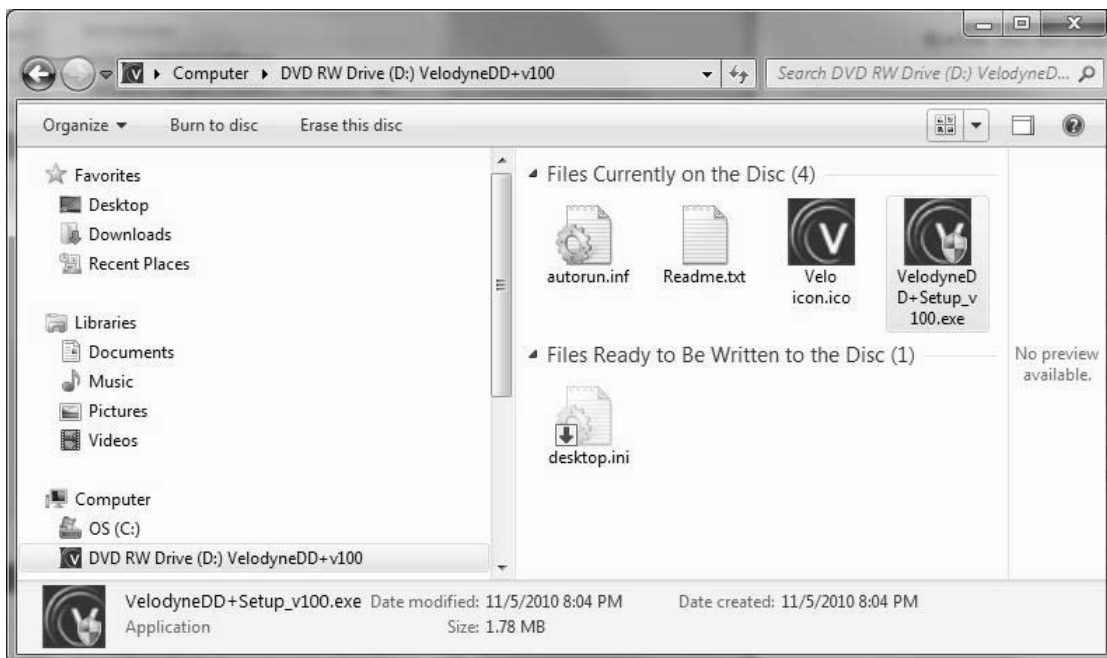 Computer ▸ DVD RW Drive (D:) VelodyneDD+v100
Search DVD RW Drive (D:) VelodyneD...
Organize ▾ Burn to disc Erase this disc
Favorites
Desktop
Downloads
Recent Places
Libraries
Documents
Music
Pictures
Videos
Computer
OS (C:)
DVD RW Drive (D:) VelodyneDD+v100
Files Currently on the Disc (4)
autorun.inf
Readme.txt
Velo
icon.ico
VelodyneD
D+Setup_v
100.exe
Files Ready to Be Written to the Disc (1)
desktop.ini
No preview
available.
VelodyneDD+Setup_v100.exe Date modified: 11/5/2010 8:04 PM Date created: 11/5/2010 8:04 PM
Application Size: 1.78 MB